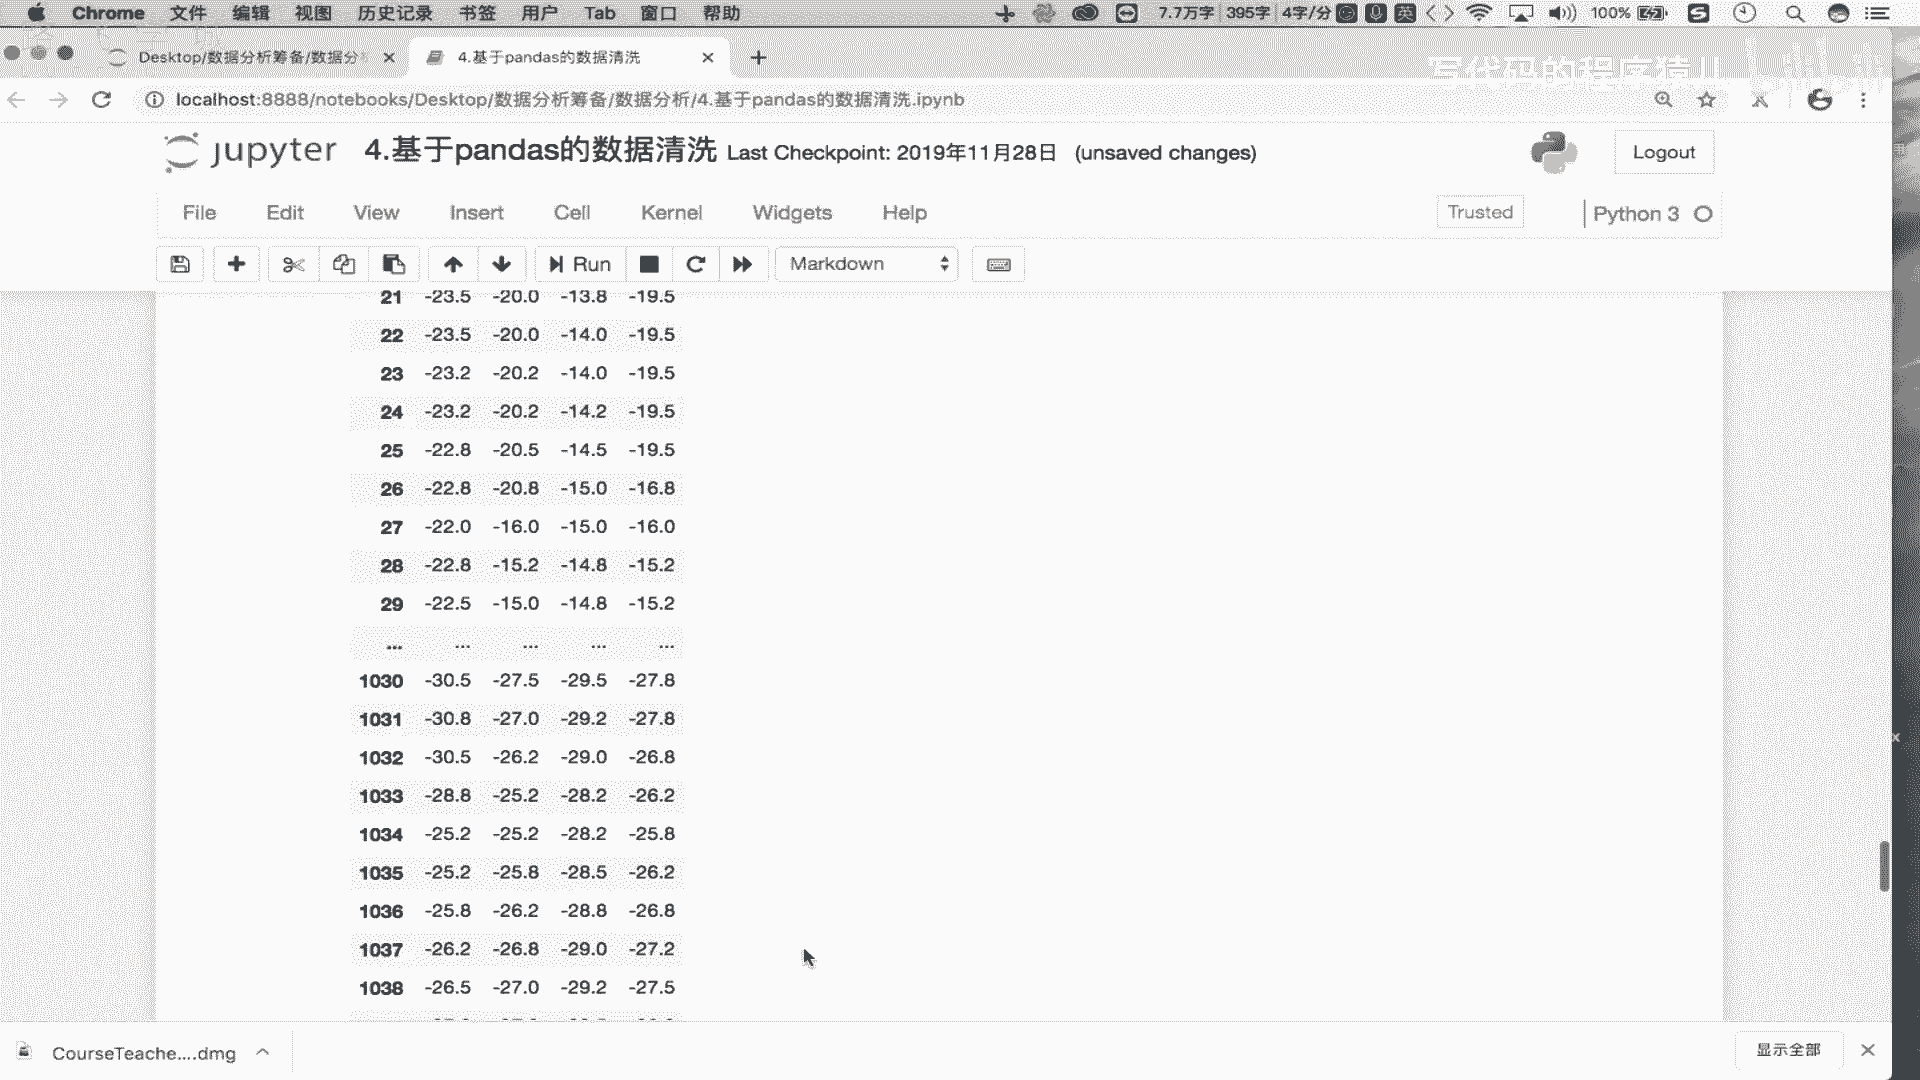 Chrome 文件 编辑 视图 历史记录 书签 用户 Tab 窗口 帮助 7.7万字 395字 4字/分 英 100%
Desktop/数据分析筹备/数据分 4.基于pandas的数据清洗
写代码的程序猿儿 bilibili
localhost:8888/notebooks/Desktop/数据分析筹备/数据分析/4.基于pandas的数据清洗.ipynb
jupyter 4.基于pandas的数据清洗 Last Checkpoint: 2019年11月28日 (unsaved changes) Logout
File Edit View Insert Cell Kernel Widgets Help Trusted Python 3
Run Markdown
21 -23.5 -20.0 -13.8 -19.5
22 -23.5 -20.0 -14.0 -19.5
23 -23.2 -20.2 -14.0 -19.5
24 -23.2 -20.2 -14.2 -19.5
25 -22.8 -20.5 -14.5 -19.5
26 -22.8 -20.8 -15.0 -16.8
27 -22.0 -16.0 -15.0 -16.0
28 -22.8 -15.2 -14.8 -15.2
29 -22.5 -15.0 -14.8 -15.2
... ... ... ... ...
1030 -30.5 -27.5 -29.5 -27.8
1031 -30.8 -27.0 -29.2 -27.8
1032 -30.5 -26.2 -29.0 -26.8
1033 -28.8 -25.2 -28.2 -26.2
1034 -25.2 -25.2 -28.2 -25.8
1035 -25.2 -25.8 -28.5 -26.2
1036 -25.8 -26.2 -28.8 -26.8
1037 -26.2 -26.8 -29.0 -27.2
1038 -26.5 -27.0 -29.2 -27.5
CourseTeache....dmg 显示全部